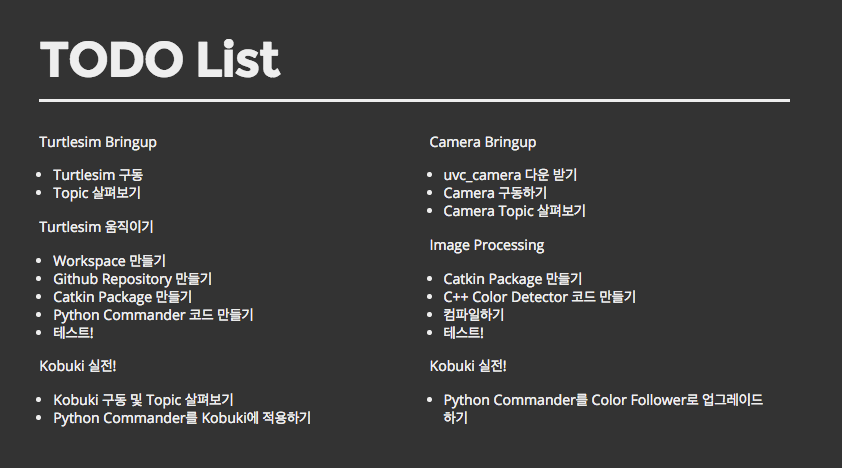 TODO List
Turtlesim Bringup
Turtlesim 구동
Topic 살펴보기
Turtlesim 움직이기
Workspace 만들기
Github Repository 만들기
Catkin Package 만들기
Python Commander 코드 만들기
테스트!
Kobuki 실전!
Kobuki 구동 및 Topic 살펴보기
Python Commander를 Kobuki에 적용하기
Camera Bringup
uvc_camera 다운 받기
Camera 구동하기
Camera Topic 살펴보기
Image Processing
Catkin Package 만들기
C++ Color Detector 코드 만들기
컴파일하기
테스트!
Kobuki 실전!
Python Commander를 Color Follower로 업그레이드
하기